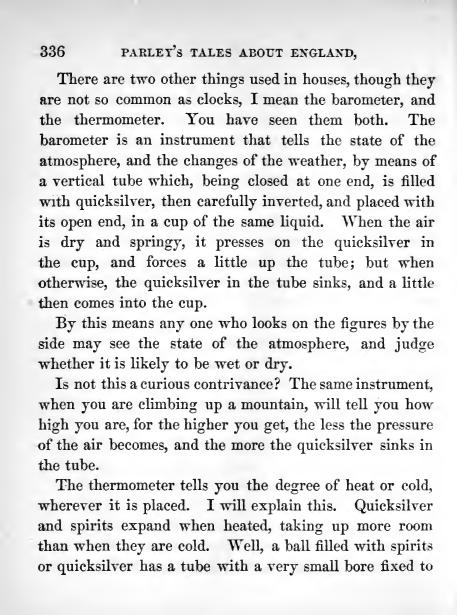 336 PARLEY'S TALES ABOUT ENGLAND,
There are two other things used in houses, though they
are not so common as clocks, I mean the barometer, and
the thermometer. You have seen them both. The
barometer is an instrument that tells the state of the
atmosphere, and the changes of the weather, by means of
a vertical tube which, being closed at one end, is filled
with quicksilver, then carefully inverted, and placed with
its open end, in a cup of the same liquid. When the air
is dry and springy, it presses on the quicksilver in
the cup, and forces a little up the tube; but when
otherwise, the quicksilver in the tube sinks, and a little
then comes into the cup.
By this means any one who looks on the figures by the
side may see the state of the atmosphere, and judge
whether it is likely to be wet or dry.
Is not this a curious contrivance? The same instrument,
when you are climbing up a mountain, will tell you how
high you are, for the higher you get, the less the pressure
of the air becomes, and the more the quicksilver sinks in
the tube.
The thermometer tells you the degree of heat or cold,
wherever it is placed. I will explain this. Quicksilver
and spirits expand when heated, taking up more room
than when they are cold. Well, a ball filled with spirits
or quicksilver has a tube with a very small bore fixed to